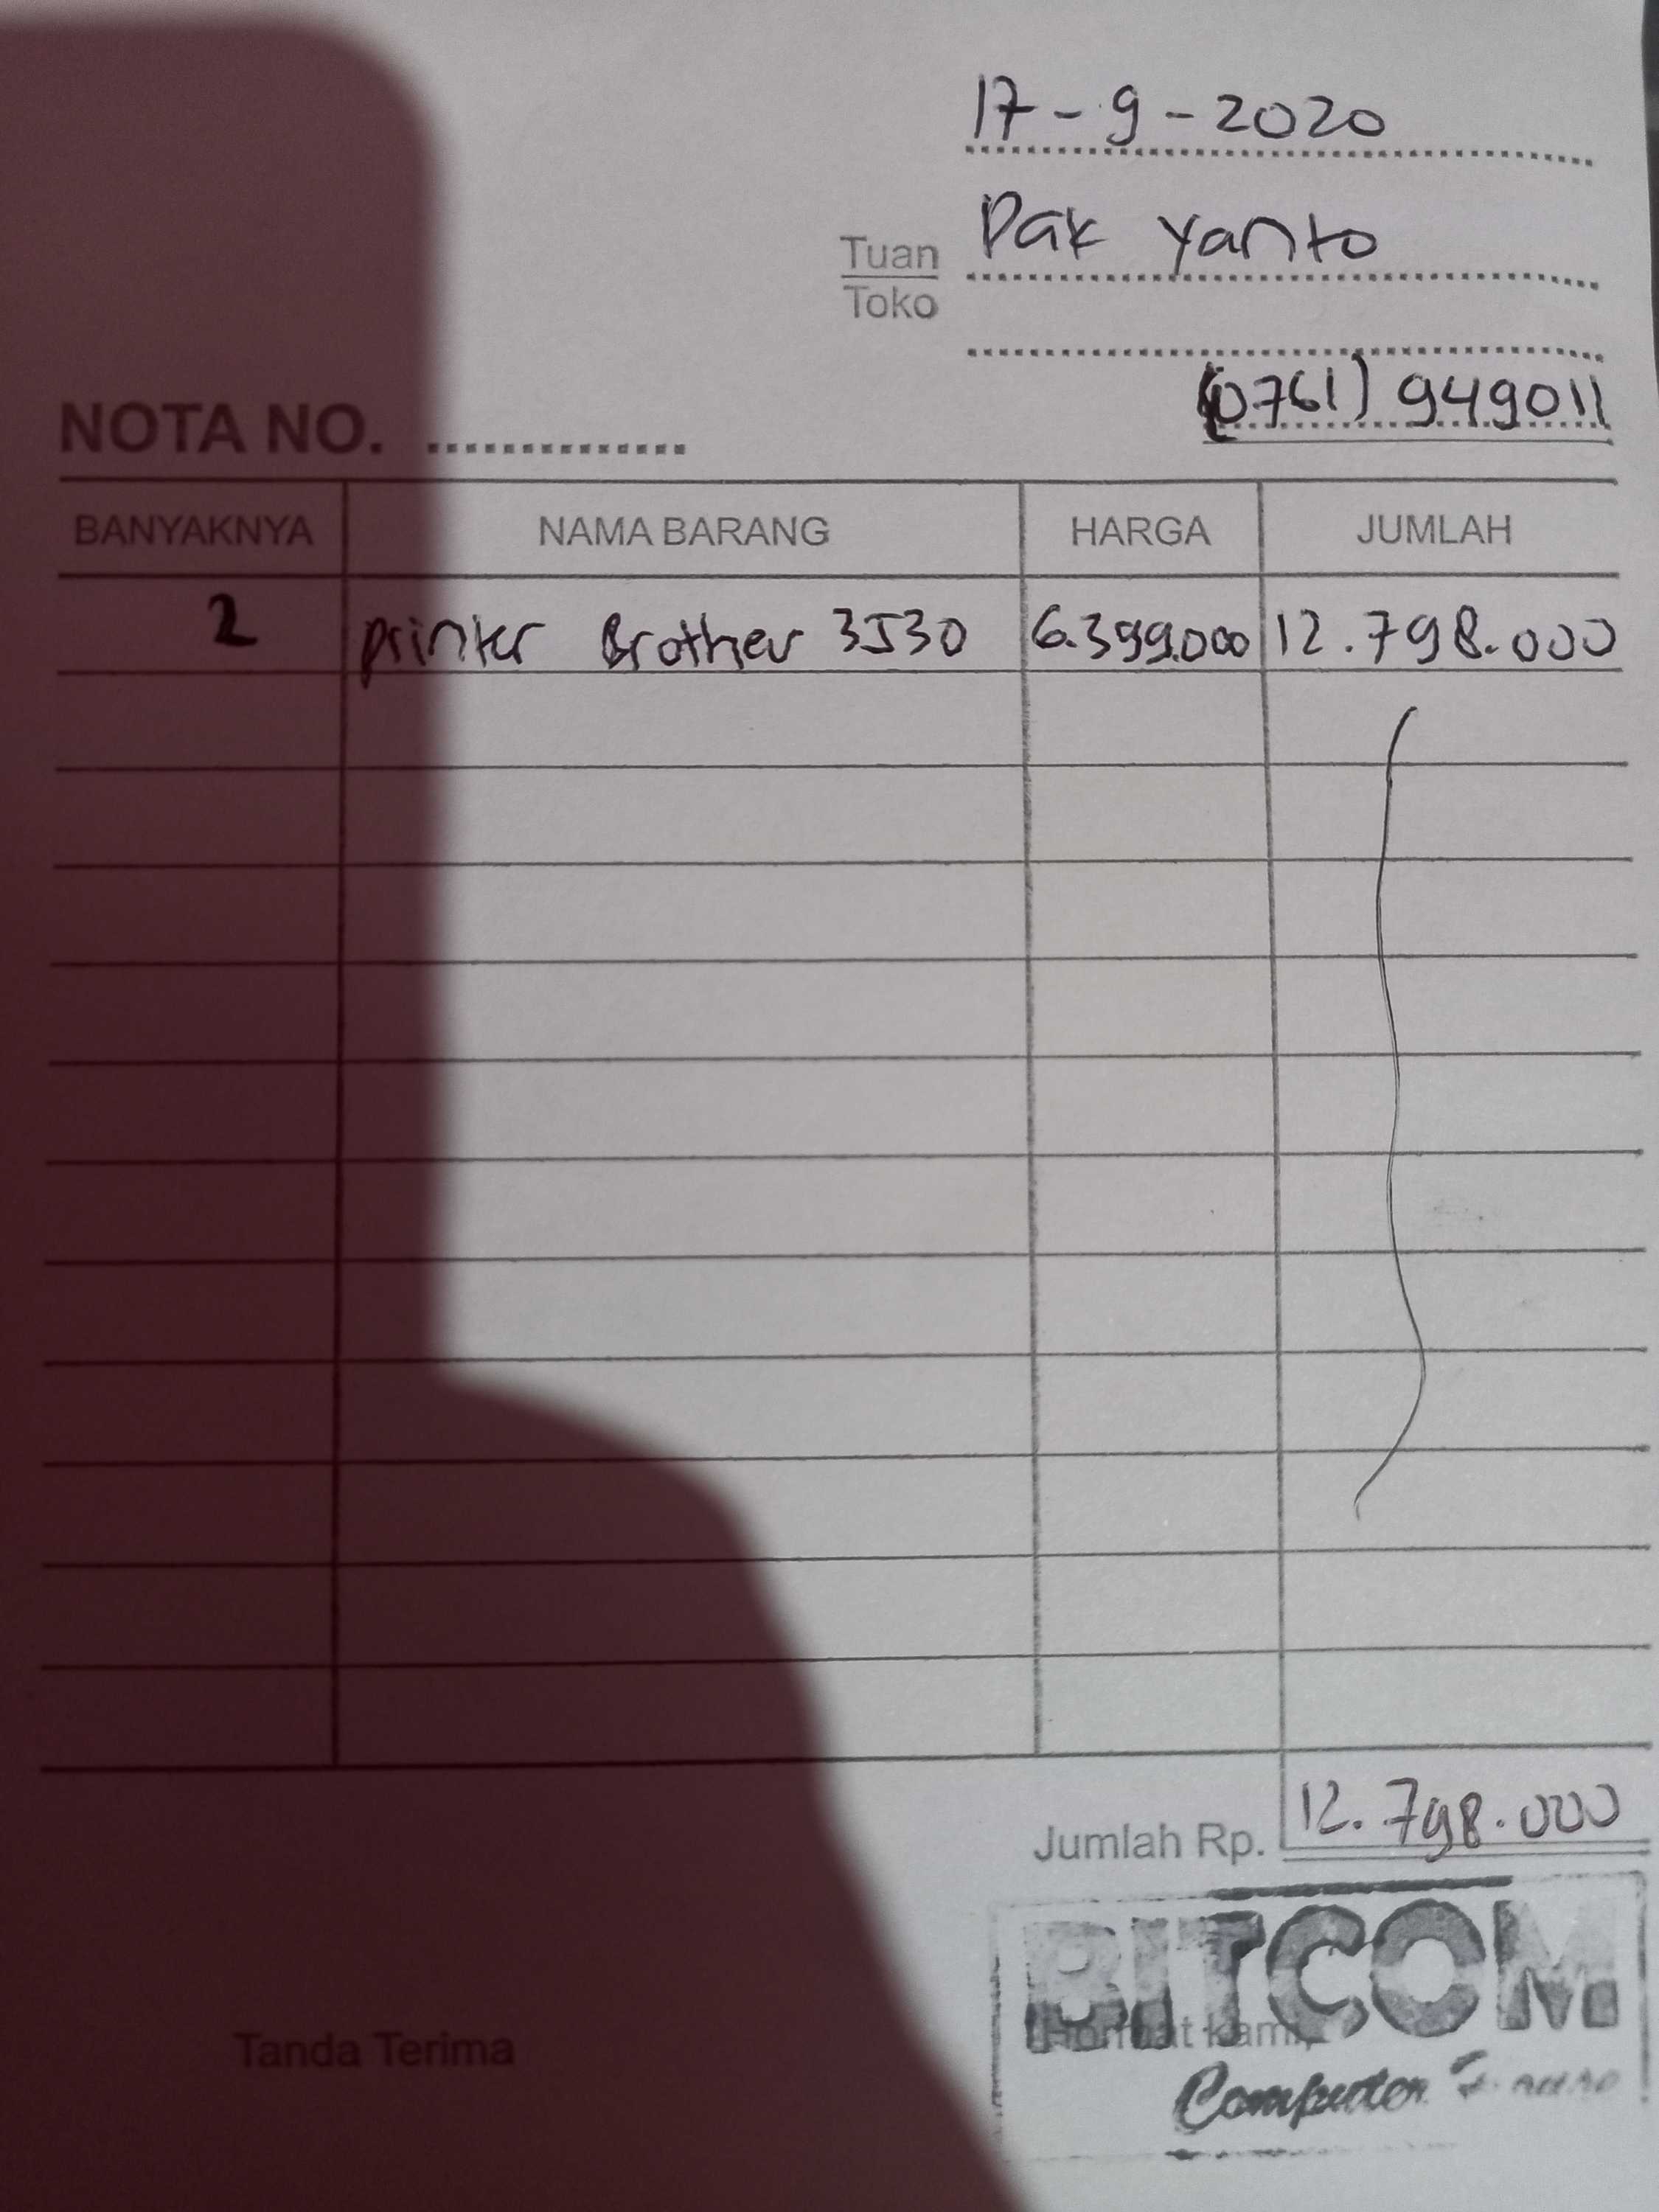 17 - 9 - 2020
Tuan Pak Yanto
Toko
(0761) 949011
NOTA NO. ..............
BANYAKNYA NAMA BARANG HARGA JUMLAH
2 printer Brother 3530 6.399.000 12.798.000
Jumlah Rp. 12.798.000
BITCOM
Tanda Terima Hormat kami,
Computer